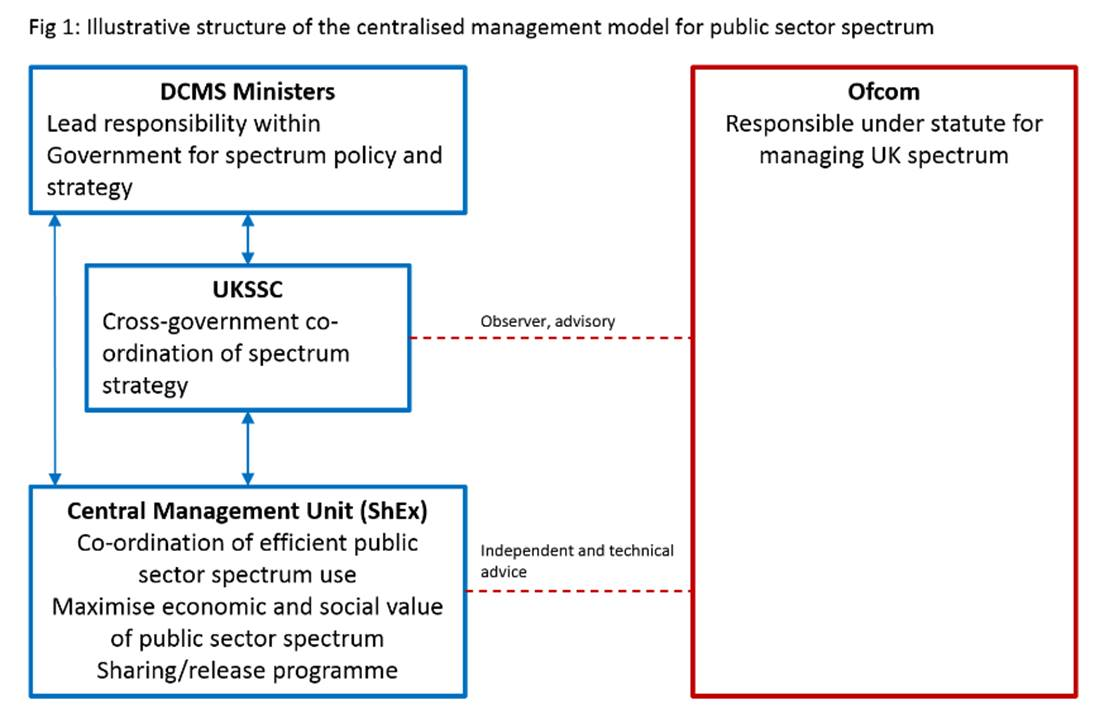 Fig 1: Illustrative structure of the centralised management model for public sector spectrum
DCMS Ministers
Lead responsibility within
Government for spectrum policy and
strategy
Ofcom
Responsible under statute for
managing UK spectrum
UKSSC
Cross-government co-
ordination of spectrum
strategy
Observer, advisory
Central Management Unit (ShEx)
Co-ordination of efficient public
sector spectrum use
Maximise economic and social value
of public sector spectrum
Sharing/release programme
Independent and technical
advice